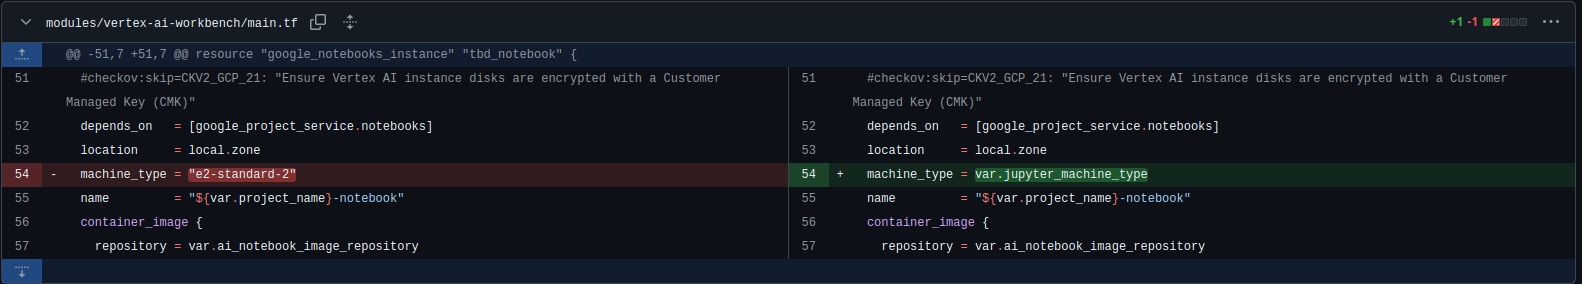 modules/vertex-ai-workbench/main.tf
+1 -1
@@ -51,7 +51,7 @@ resource "google_notebooks_instance" "tbd_notebook" {
51 #checkov:skip=CKV2_GCP_21: "Ensure Vertex AI instance disks are encrypted with a Customer
Managed Key (CMK)"
52 depends_on = [google_project_service.notebooks]
53 location = local.zone
54 - machine_type = "e2-standard-2"
55 name = "${var.project_name}-notebook"
56 container_image {
57 repository = var.ai_notebook_image_repository
51 #checkov:skip=CKV2_GCP_21: "Ensure Vertex AI instance disks are encrypted with a Customer
Managed Key (CMK)"
52 depends_on = [google_project_service.notebooks]
53 location = local.zone
54 + machine_type = var.jupyter_machine_type
55 name = "${var.project_name}-notebook"
56 container_image {
57 repository = var.ai_notebook_image_repository